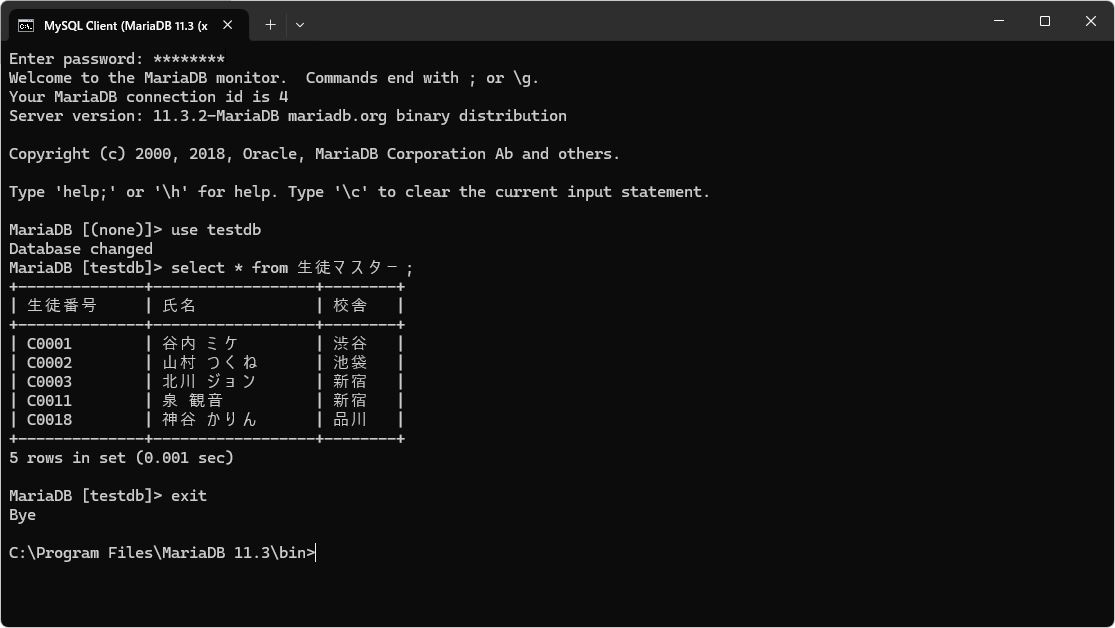 MySQL Client (MariaDB 11.3 (x
Enter password: ********
Welcome to the MariaDB monitor.  Commands end with ; or \g.
Your MariaDB connection id is 4
Server version: 11.3.2-MariaDB mariadb.org binary distribution
Copyright (c) 2000, 2018, Oracle, MariaDB Corporation Ab and others.
Type 'help;' or '\h' for help. Type '\c' to clear the current input statement.
MariaDB [(none)]> use testdb
Database changed
MariaDB [testdb]> select * from 生徒マスター;
+--------------+------------------+--------+
| 生徒番号     | 氏名             | 校舎   |
+--------------+------------------+--------+
| C0001        | 谷内 ミケ        | 渋谷   |
| C0002        | 山村 つくね      | 池袋   |
| C0003        | 北川 ジョン      | 新宿   |
| C0011        | 泉 観音          | 新宿   |
| C0018        | 神谷 かりん      | 品川   |
+--------------+------------------+--------+
5 rows in set (0.001 sec)
MariaDB [testdb]> exit
Bye
C:\Program Files\MariaDB 11.3\bin>